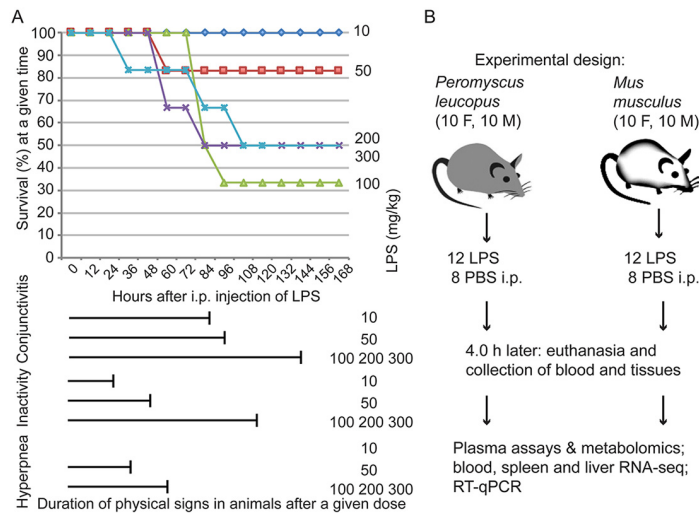 A
Survival (%) at a given time
100
90
80
70
60
50
40
30
20
10
0
0 12 24 36 48 60 72 84 96 108 120 132 144 156 168
Hours after i.p. injection of LPS
10
50
200
300
100
LPS (mg/kg)
Conjunctivitis
10
50
100 200 300
Inactivity
10
50
100 200 300
Hyperpnea
10
50
100 200 300
Duration of physical signs in animals after a given dose
B
Experimental design:
Peromyscus
leucopus
(10 F, 10 M)
Mus
musculus
(10 F, 10 M)
12 LPS
8 PBS i.p.
12 LPS
8 PBS i.p.
4.0 h later: euthanasia and
collection of blood and tissues
Plasma assays & metabolomics;
blood, spleen and liver RNA-seq;
RT-qPCR